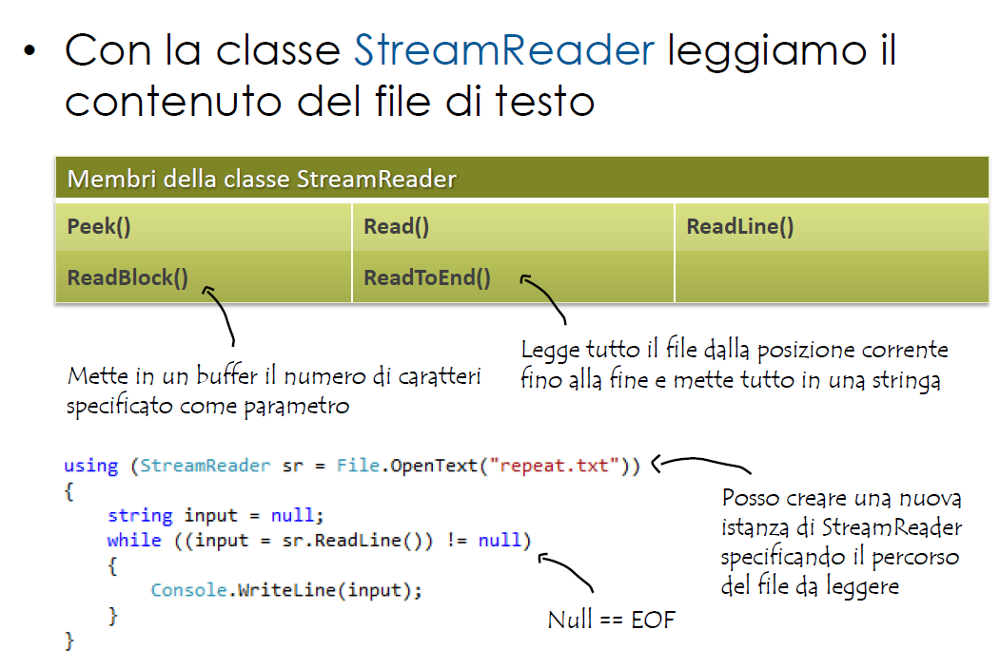 • Con la classe StreamReader leggiamo il
contenuto del file di testo
Membri della classe StreamReader
Peek() Read() ReadLine()
ReadBlock() ReadToEnd()
Mette in un buffer il numero di caratteri
specificato come parametro
Legge tutto il file dalla posizione corrente
fino alla fine e mette tutto in una stringa
using (StreamReader sr = File.OpenText("repeat.txt"))
{
    string input = null;
    while ((input = sr.ReadLine()) != null)
    {
        Console.WriteLine(input);
    }
}
Posso creare una nuova
istanza di StreamReader
specificando il percorso
del file da leggere
Null == EOF